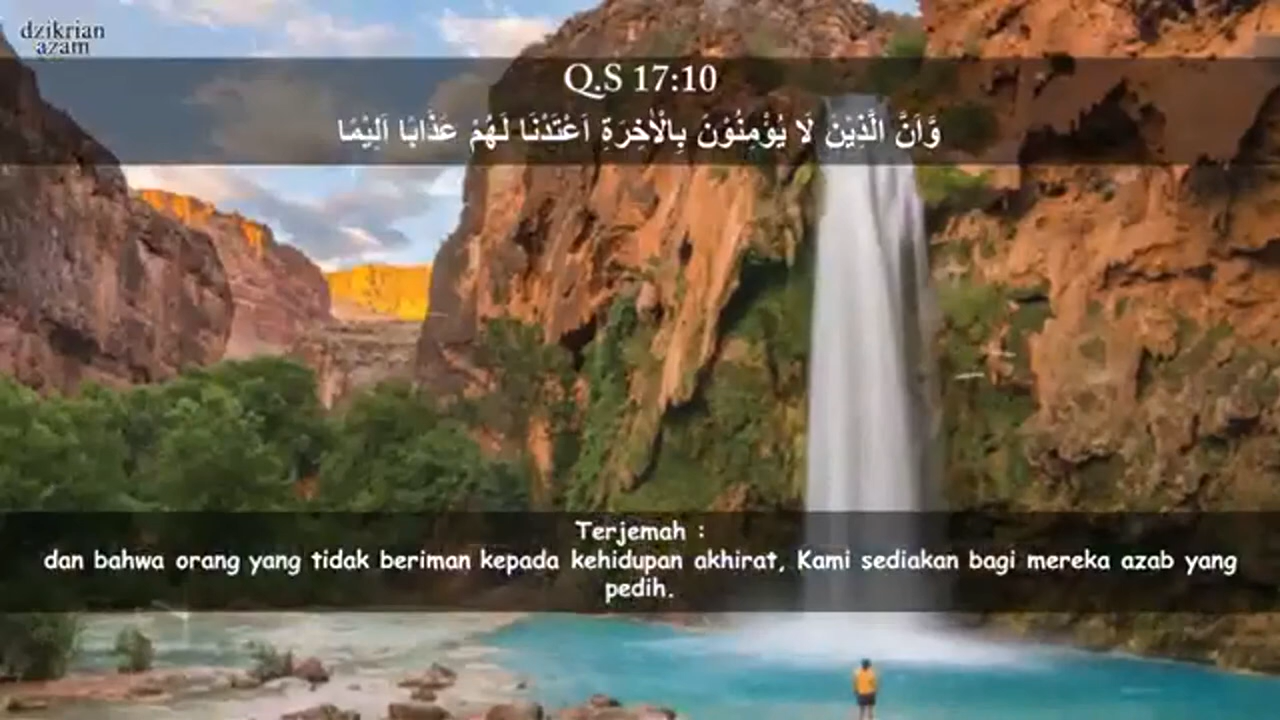 dzikrian
azam
Q.S 17:10
وَّاَنَّ الَّذِيْنَ لَا يُؤْمِنُوْنَ بِالْاٰخِرَةِ اَعْتَدْنَا لَهُمْ عَذَابًا اَلِيْمًا
Terjemah :
dan bahwa orang yang tidak beriman kepada kehidupan akhirat, Kami sediakan bagi mereka azab yang
pedih.